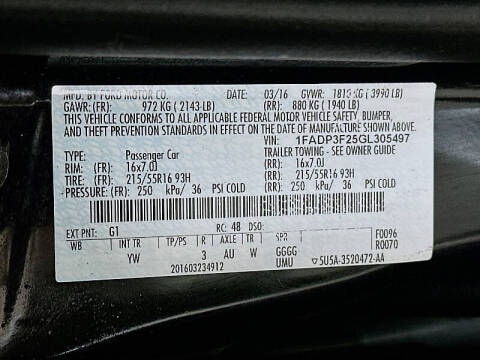 MFD. BY FORD MOTOR CO. DATE: 03/16 GVWR: 1810 KG ( 3990 LB)
GAWR: (FR): 972 KG ( 2143 LB) (RR): 880 KG ( 1940 LB)
THIS VEHICLE CONFORMS TO ALL APPLICABLE FEDERAL MOTOR VEHICLE SAFETY, BUMPER,
AND THEFT PREVENTION STANDARDS IN EFFECT ON THE DATE OF MANUFACTURE SHOWN ABOVE.
VIN: 1FADP3F25GL305497
TYPE: Passenger Car TRAILER TOWING - SEE OWNER GUIDE
RIM: (FR): 16x7.0J (RR): 16x7.0J
TIRE: (FR): 215/55R16 93H (RR): 215/55R16 93H
PRESSURE: (FR): 250 kPa/ 36 PSI COLD (RR): 250 kPa/ 36 PSI COLD
EXT PNT: G1 RC: 48 DSO: F0096
WB INT TR TP/PS R AXLE TR SPR R0070
YW 3 AU W GGGG
UMU
201603234912 5U5A-3520472-AA